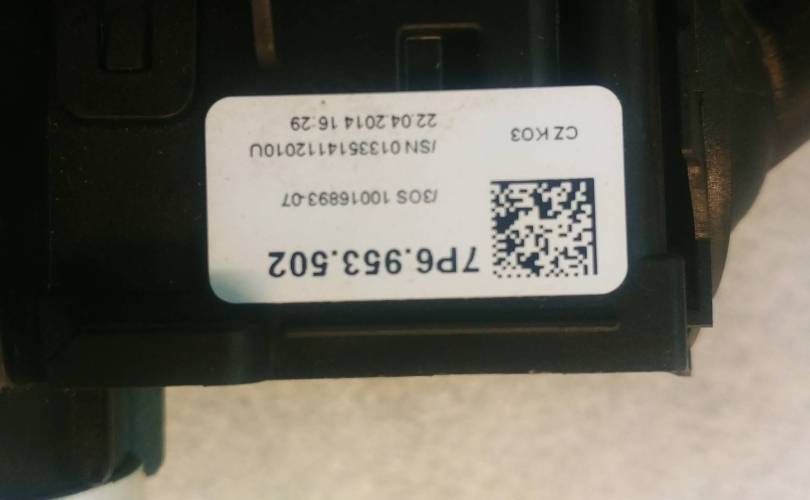 7P6.953.502
/3OS 10016893-07
/SN 0133514112010U
CZ K03
22.04.2014 16:29